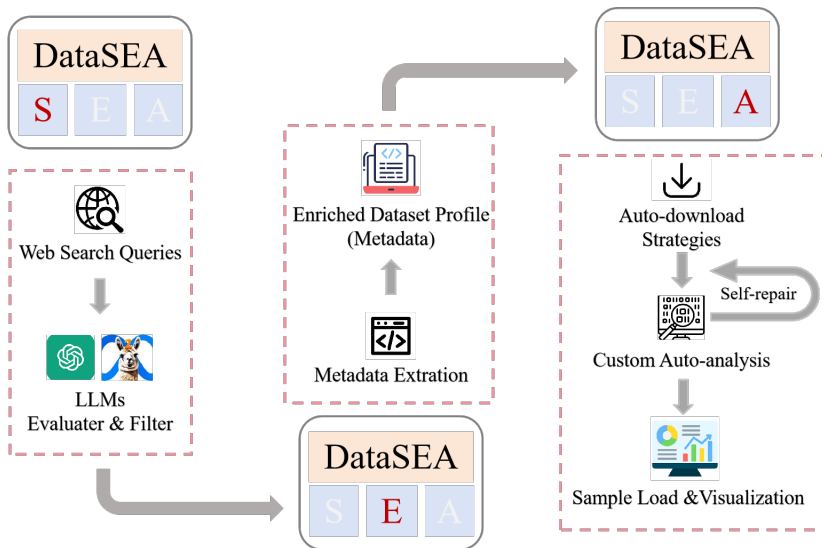 DataSEA
S E A
Web Search Queries
LLMs
Evaluater & Filter
DataSEA
S E A
Metadata Extration
Enriched Dataset Profile
(Metadata)
DataSEA
S E A
Auto-download
Strategies
Self-repair
Custom Auto-analysis
Sample Load &Visualization